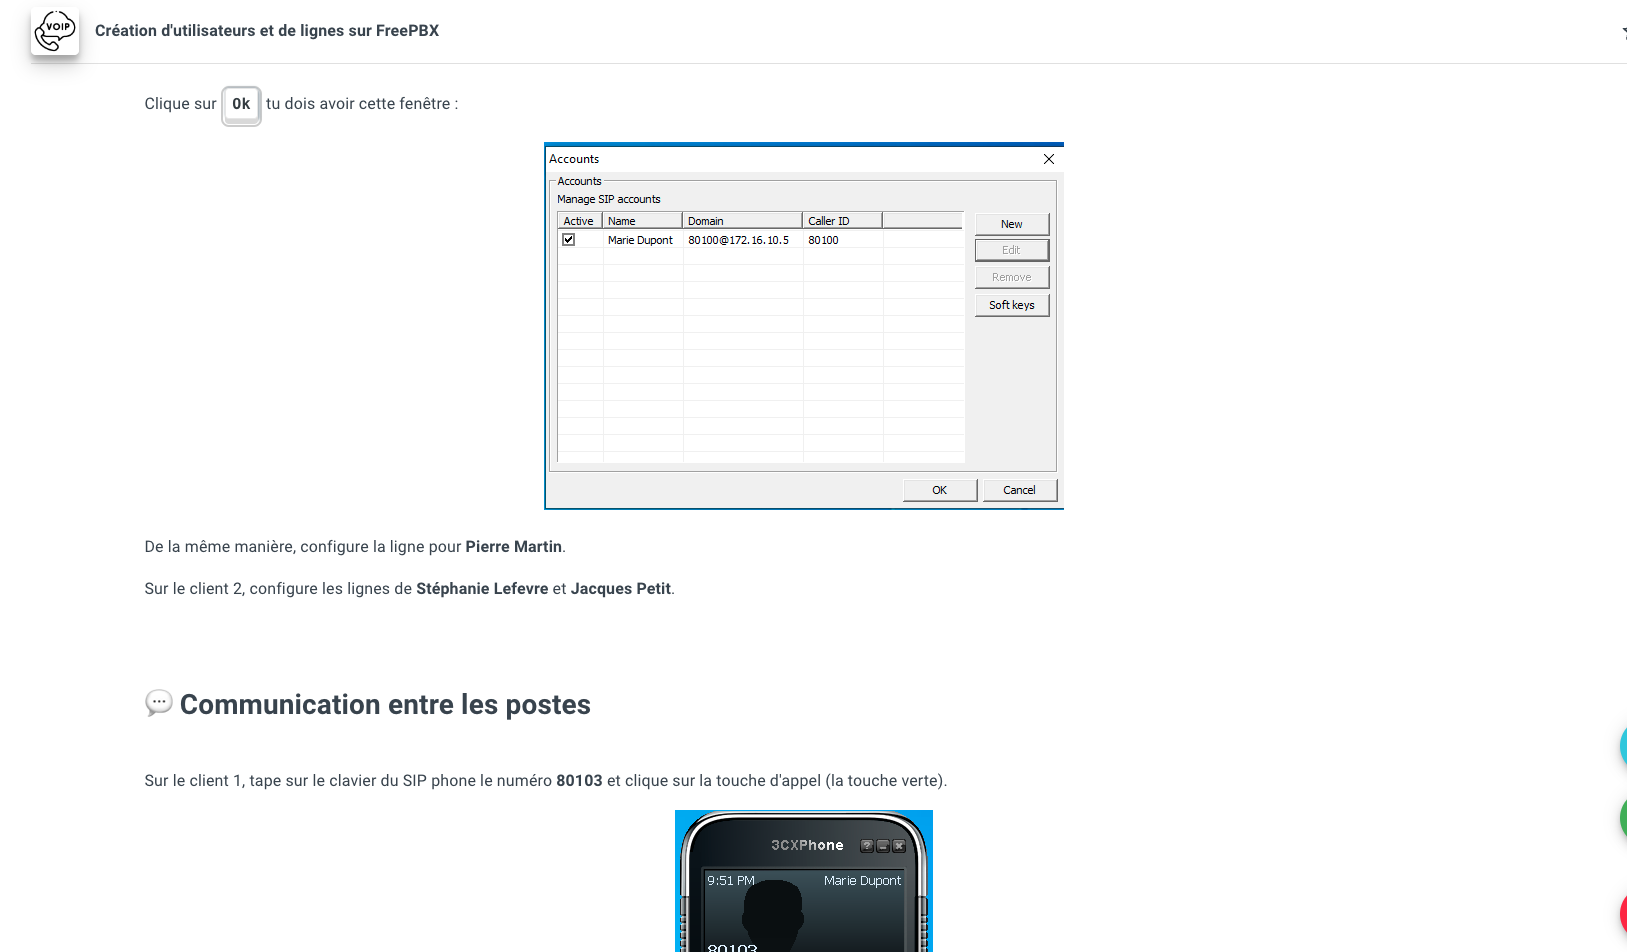 VOIP
Création d'utilisateurs et de lignes sur FreePBX
Clique sur Ok tu dois avoir cette fenêtre :
Accounts
Accounts
Manage SIP accounts
Active Name Domain Caller ID
Marie Dupont 80100@172.16.10.5 80100
New
Edit
Remove
Soft keys
OK Cancel
De la même manière, configure la ligne pour Pierre Martin.
Sur le client 2, configure les lignes de Stéphanie Lefevre et Jacques Petit.
Communication entre les postes
Sur le client 1, tape sur le clavier du SIP phone le numéro 80103 et clique sur la touche d'appel (la touche verte).
3CXPhone
9:51 PM Marie Dupont
80103